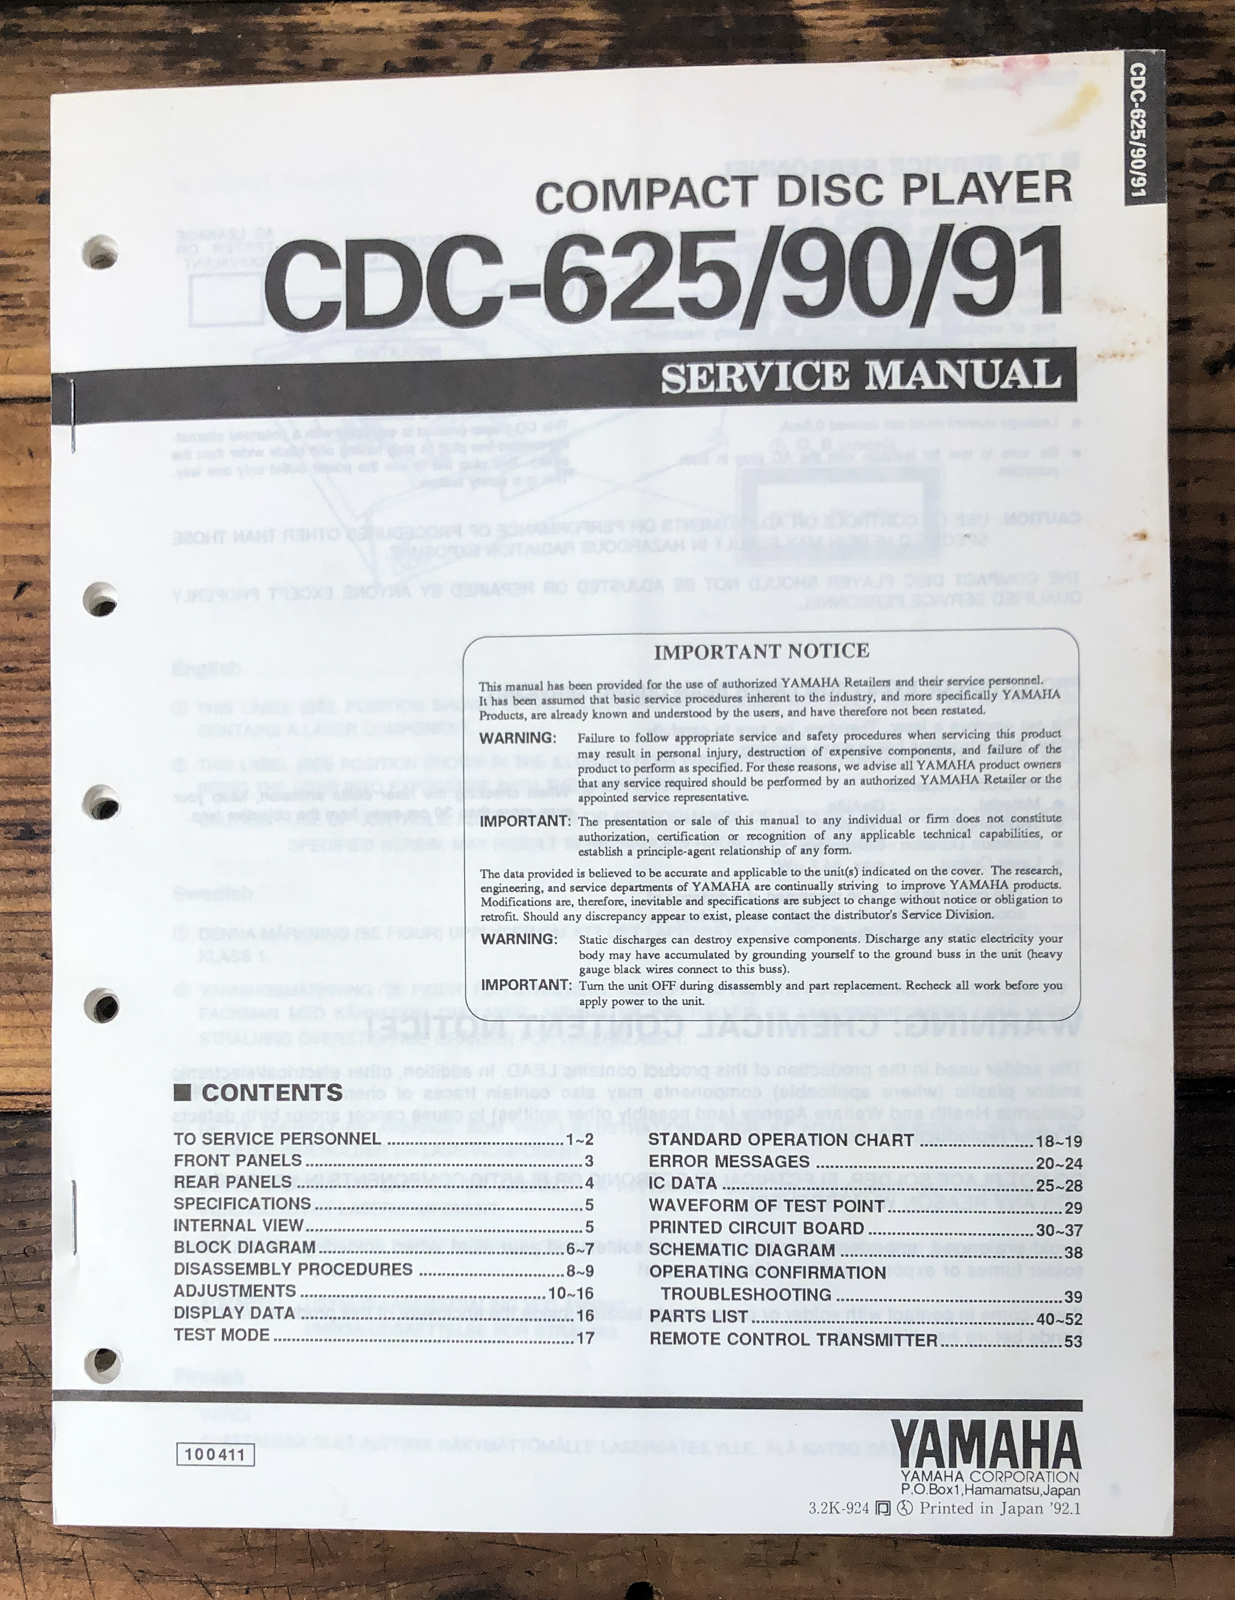 CDC-625/90/91
COMPACT DISC PLAYER
CDC-625/90/91
SERVICE MANUAL
IMPORTANT NOTICE
This manual has been provided for the use of authorized YAMAHA Retailers and their service personnel.
It has been assumed that basic service procedures inherent to the industry, and more specifically YAMAHA
Products, are already known and understood by the users, and have therefore not been restated.
WARNING: Failure to follow appropriate service and safety procedures when servicing this product
may result in personal injury, destruction of expensive components, and failure of the
product to perform as specified. For these reasons, we advise all YAMAHA product owners
that any service required should be performed by an authorized YAMAHA Retailer or the
appointed service representative.
IMPORTANT: The presentation or sale of this manual to any individual or firm does not constitute
authorization, certification or recognition of any applicable technical capabilities, or
establish a principle-agent relationship of any form.
The data provided is believed to be accurate and applicable to the unit(s) indicated on the cover. The research,
engineering, and service departments of YAMAHA are continually striving to improve YAMAHA products.
Modifications are, therefore, inevitable and specifications are subject to change without notice or obligation to
retrofit. Should any discrepancy appear to exist, please contact the distributor's Service Division.
WARNING: Static discharges can destroy expensive components. Discharge any static electricity your
body may have accumulated by grounding yourself to the ground buss in the unit (heavy
gauge black wires connect to this buss).
IMPORTANT: Turn the unit OFF during disassembly and part replacement. Recheck all work before you
apply power to the unit.
■ CONTENTS
TO SERVICE PERSONNEL ........ 1~2
FRONT PANELS ........ 3
REAR PANELS ........ 4
SPECIFICATIONS ........ 5
INTERNAL VIEW ........ 5
BLOCK DIAGRAM ........ 6~7
DISASSEMBLY PROCEDURES ........ 8~9
ADJUSTMENTS ........ 10~16
DISPLAY DATA ........ 16
TEST MODE ........ 17
STANDARD OPERATION CHART ........ 18~19
ERROR MESSAGES ........ 20~24
IC DATA ........ 25~28
WAVEFORM OF TEST POINT ........ 29
PRINTED CIRCUIT BOARD ........ 30~37
SCHEMATIC DIAGRAM ........ 38
OPERATING CONFIRMATION
TROUBLESHOOTING ........ 39
PARTS LIST ........ 40~52
REMOTE CONTROL TRANSMITTER ........ 53
100411
YAMAHA
YAMAHA CORPORATION
P.O.Box1,Hamamatsu,Japan
3.2K-924 Printed in Japan '92.1